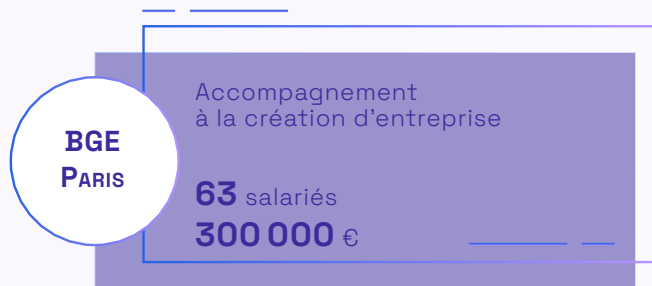 BGE
Paris
Accompagnement
à la création d'entreprise
63 salariés
300 000 €